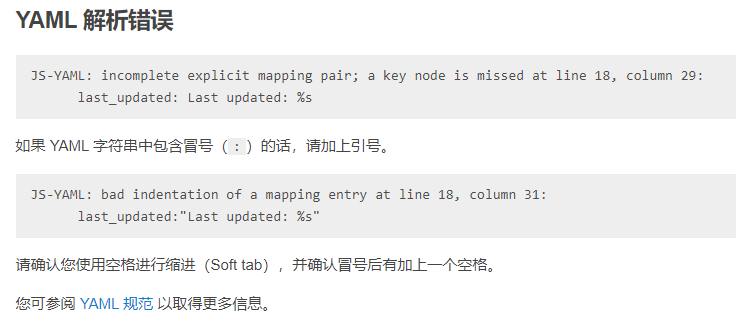 YAML 解析错误
JS-YAML: incomplete explicit mapping pair; a key node is missed at line 18, column 29:
last_updated: Last updated: %s
如果 YAML 字符串中包含冒号（:）的话，请加上引号。
JS-YAML: bad indentation of a mapping entry at line 18, column 31:
last_updated:"Last updated: %s"
请确认您使用空格进行缩进（Soft tab），并确认冒号后有加上一个空格。
您可参阅 YAML 规范 以取得更多信息。